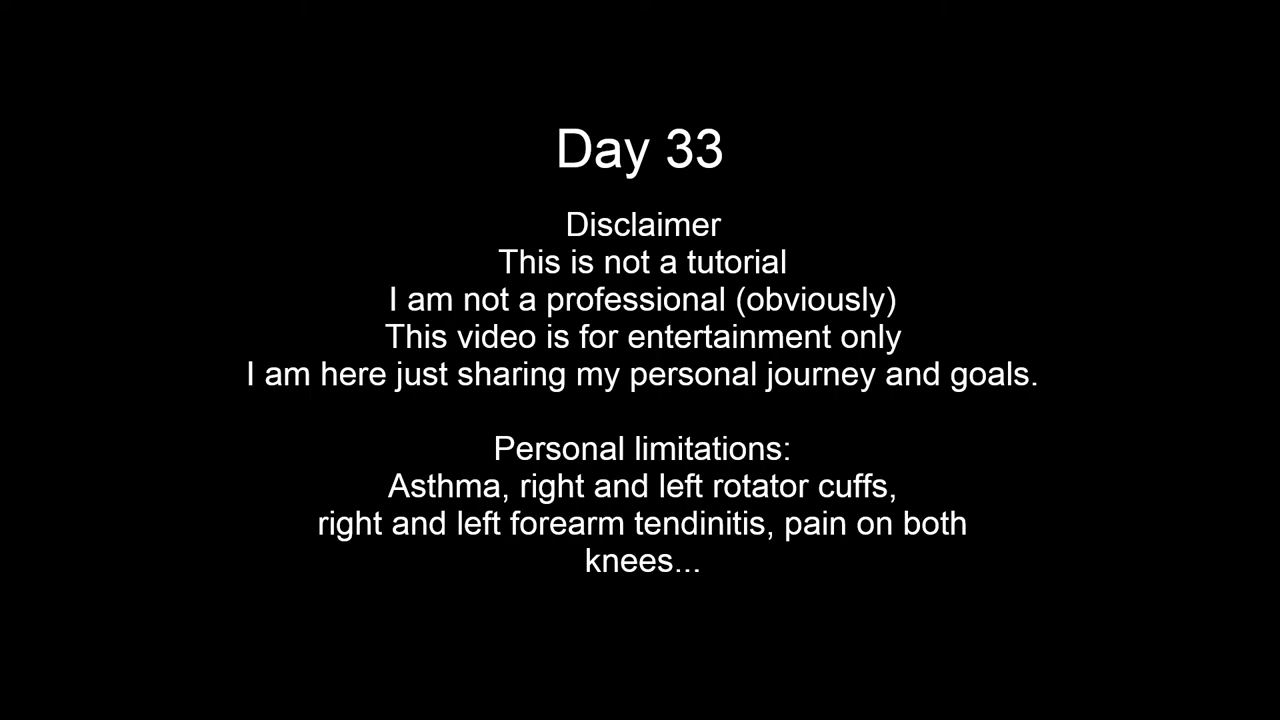 Day 33
Disclaimer
This is not a tutorial
I am not a professional (obviously)
This video is for entertainment only
I am here just sharing my personal journey and goals.
Personal limitations:
Asthma, right and left rotator cuffs,
right and left forearm tendinitis, pain on both
knees...